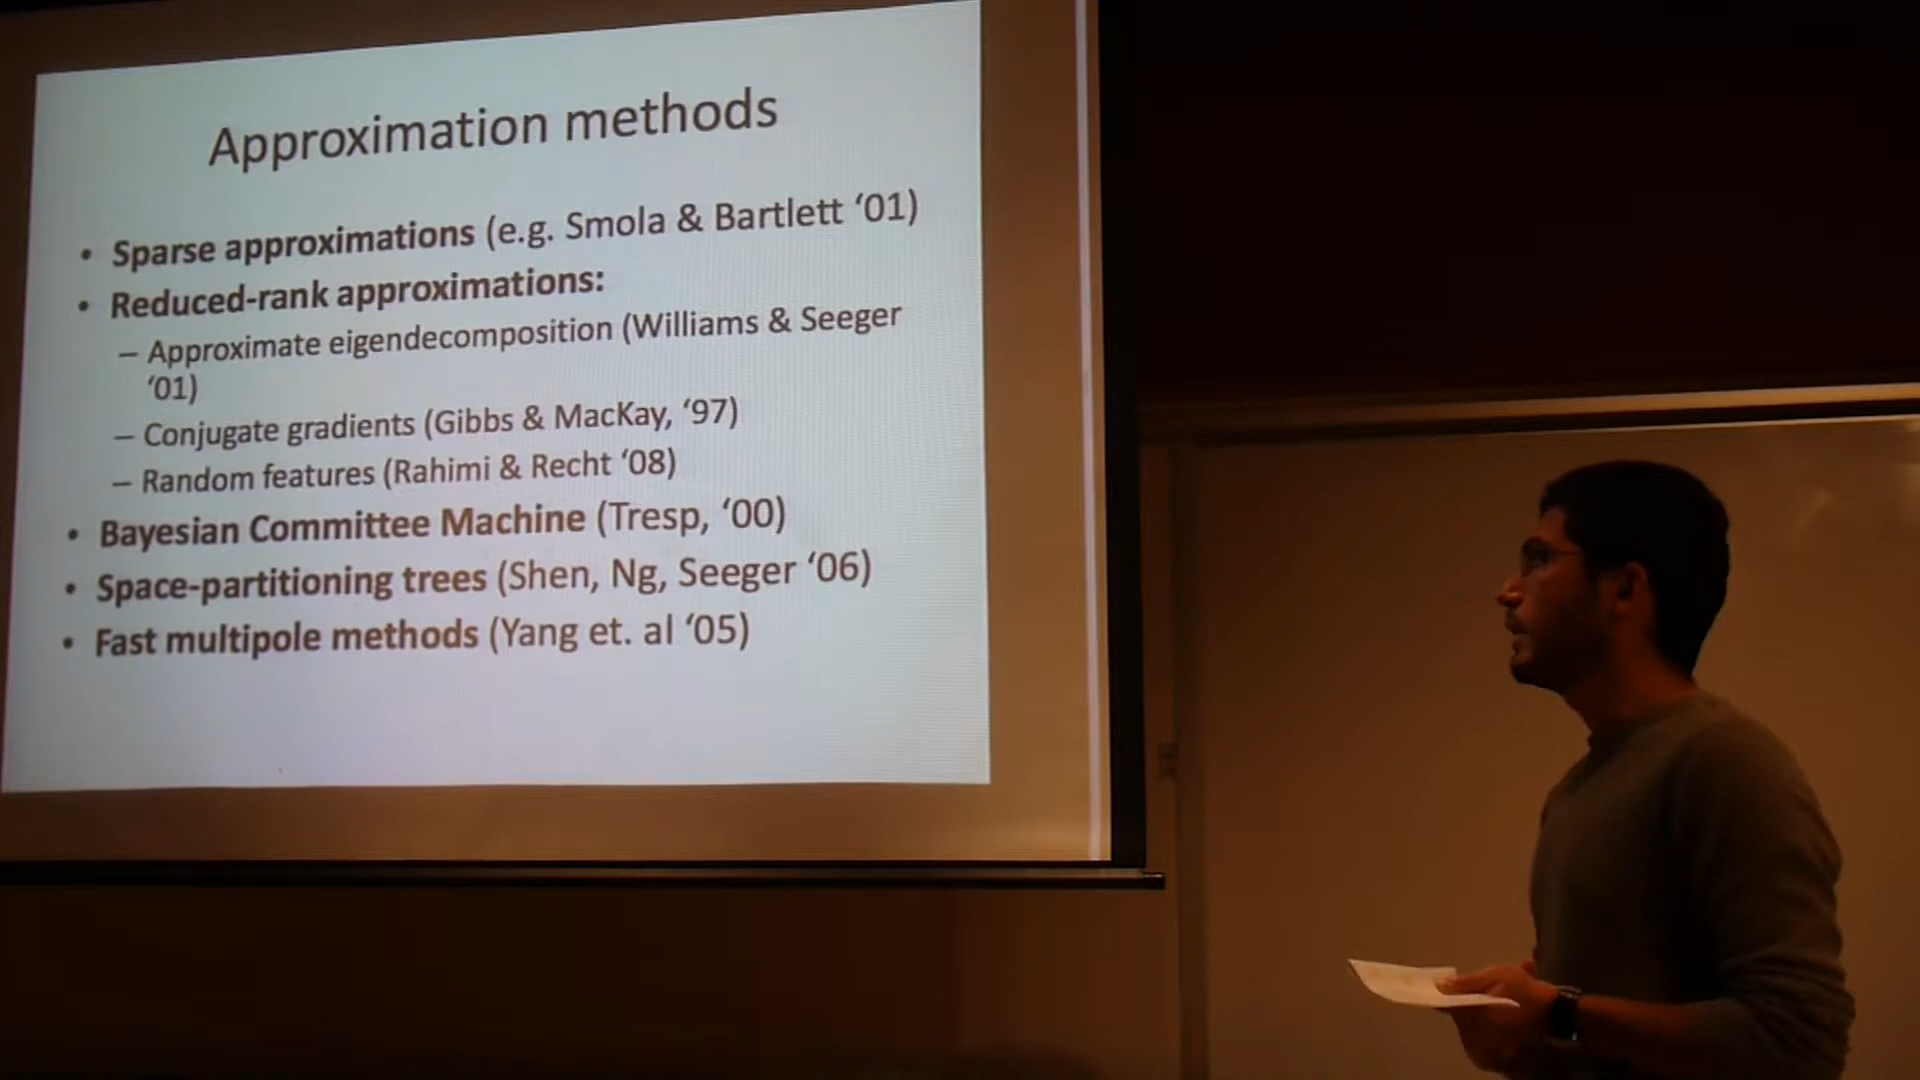 Approximation methods
• Sparse approximations (e.g. Smola & Bartlett ‘01)
• Reduced-rank approximations:
– Approximate eigendecomposition (Williams & Seeger
‘01)
– Conjugate gradients (Gibbs & MacKay, ‘97)
– Random features (Rahimi & Recht ‘08)
• Bayesian Committee Machine (Tresp, ‘00)
• Space-partitioning trees (Shen, Ng, Seeger ‘06)
• Fast multipole methods (Yang et. al ‘05)